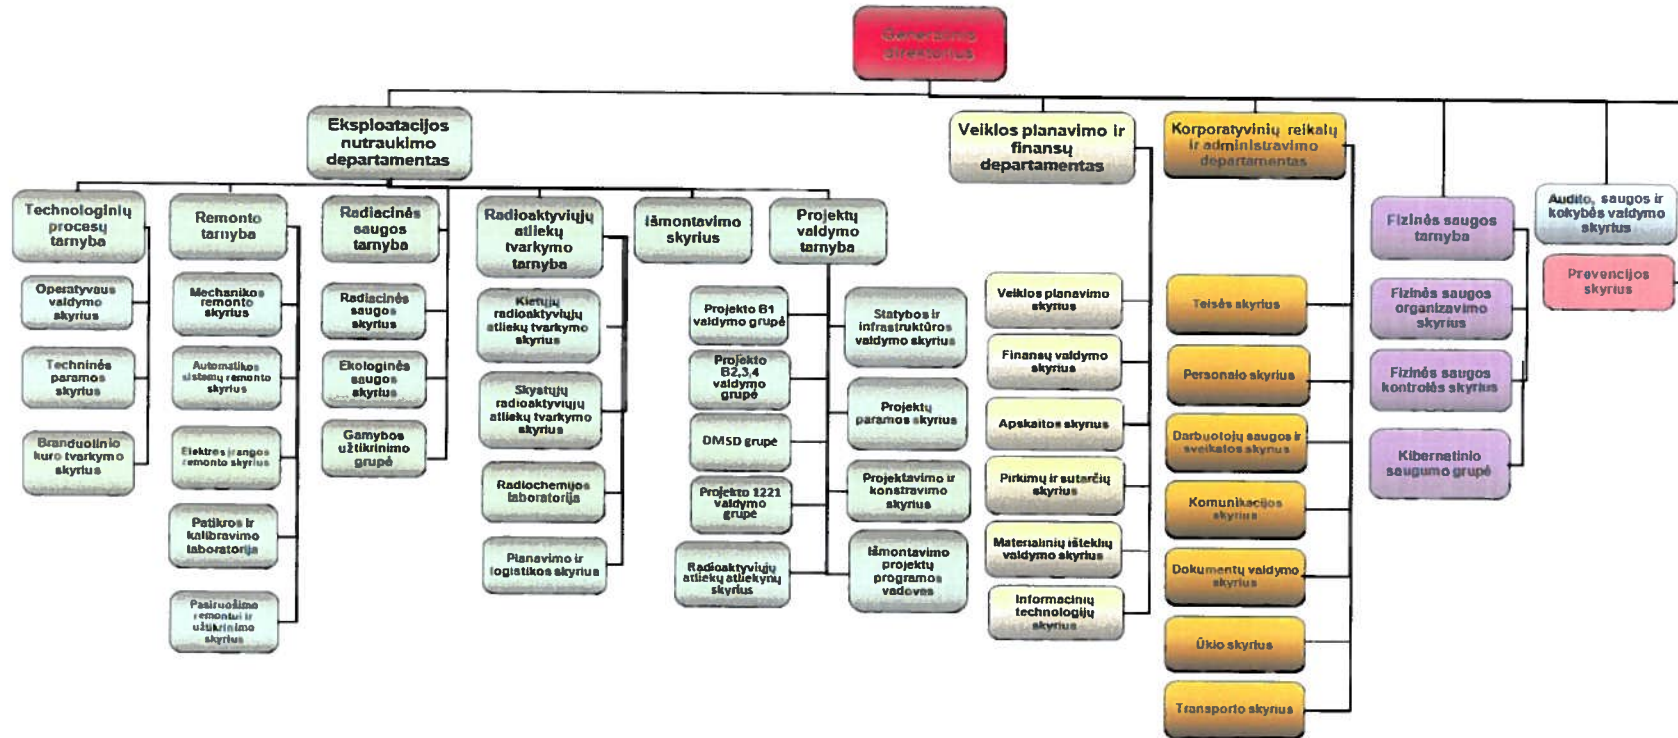 Generalinis
direktorius
Eksploatacijos
nutraukimo
departamentas
Veiklos planavimo ir
finansų
departamentas
Korporatyvinių reikalų
ir administravimo
departamentas
Technologinių
procesų
tarnyba
Remonto
tarnyba
Radiacinės
saugos
tarnyba
Radioaktyviųjų
atliekų
tvarkymo
tarnyba
Išmontavimo
skyrius
Projektų
valdymo
tarnyba
Fizinės saugos
tarnyba
Audito, saugos ir
kokybės valdymo
skyrius
Prevencijos
skyrius
Operatyvaus
valdymo
skyrius
Techninės
paramos
skyrius
Branduolinio
kuro tvarkymo
skyrius
Mechanikos
remonto
skyrius
Automatikos
sistemų remonto
skyrius
Elektros įrangos
remonto skyrius
Patikros ir
kalibravimo
laboratorija
Pasiruošimo
remontui ir
užtikrinimo
skyrius
Radiacinės
saugos
skyrius
Ekologinės
saugos
skyrius
Gamybos
užtikrinimo
grupė
Kietųjų
radioaktyviųjų
atliekų tvarkymo
skyrius
Skystųjų
radioaktyviųjų
atliekų tvarkymo
skyrius
Radiochemijos
laboratorija
Planavimo ir
logistikos skyrius
Projekto B1
valdymo grupė
Projekto
B2,3,4
valdymo
grupė
DMSD grupė
Projekto 1221
valdymo
grupė
Radioaktyviųjų
atliekų atliekynų
skyrius
Statybos ir
infrastruktūros
valdymo skyrius
Projektų
paramos skyrius
Projektavimo ir
konstravimo
skyrius
Išmontavimo
projektų
programos
vadovas
Veiklos planavimo
skyrius
Finansų valdymo
skyrius
Apskaitos skyrius
Pirkimų ir sutarčių
skyrius
Materialinių išteklių
valdymo skyrius
Informacinių
technologijų
skyrius
Teisės skyrius
Personalo skyrius
Darbuotojų saugos ir
sveikatos skyrius
Komunikacijos
skyrius
Dokumentų valdymo
skyrius
Ūkio skyrius
Transporto skyrius
Fizinės saugos
organizavimo
skyrius
Fizinės saugos
kontrolės skyrius
Kibernetinio
saugumo grupė